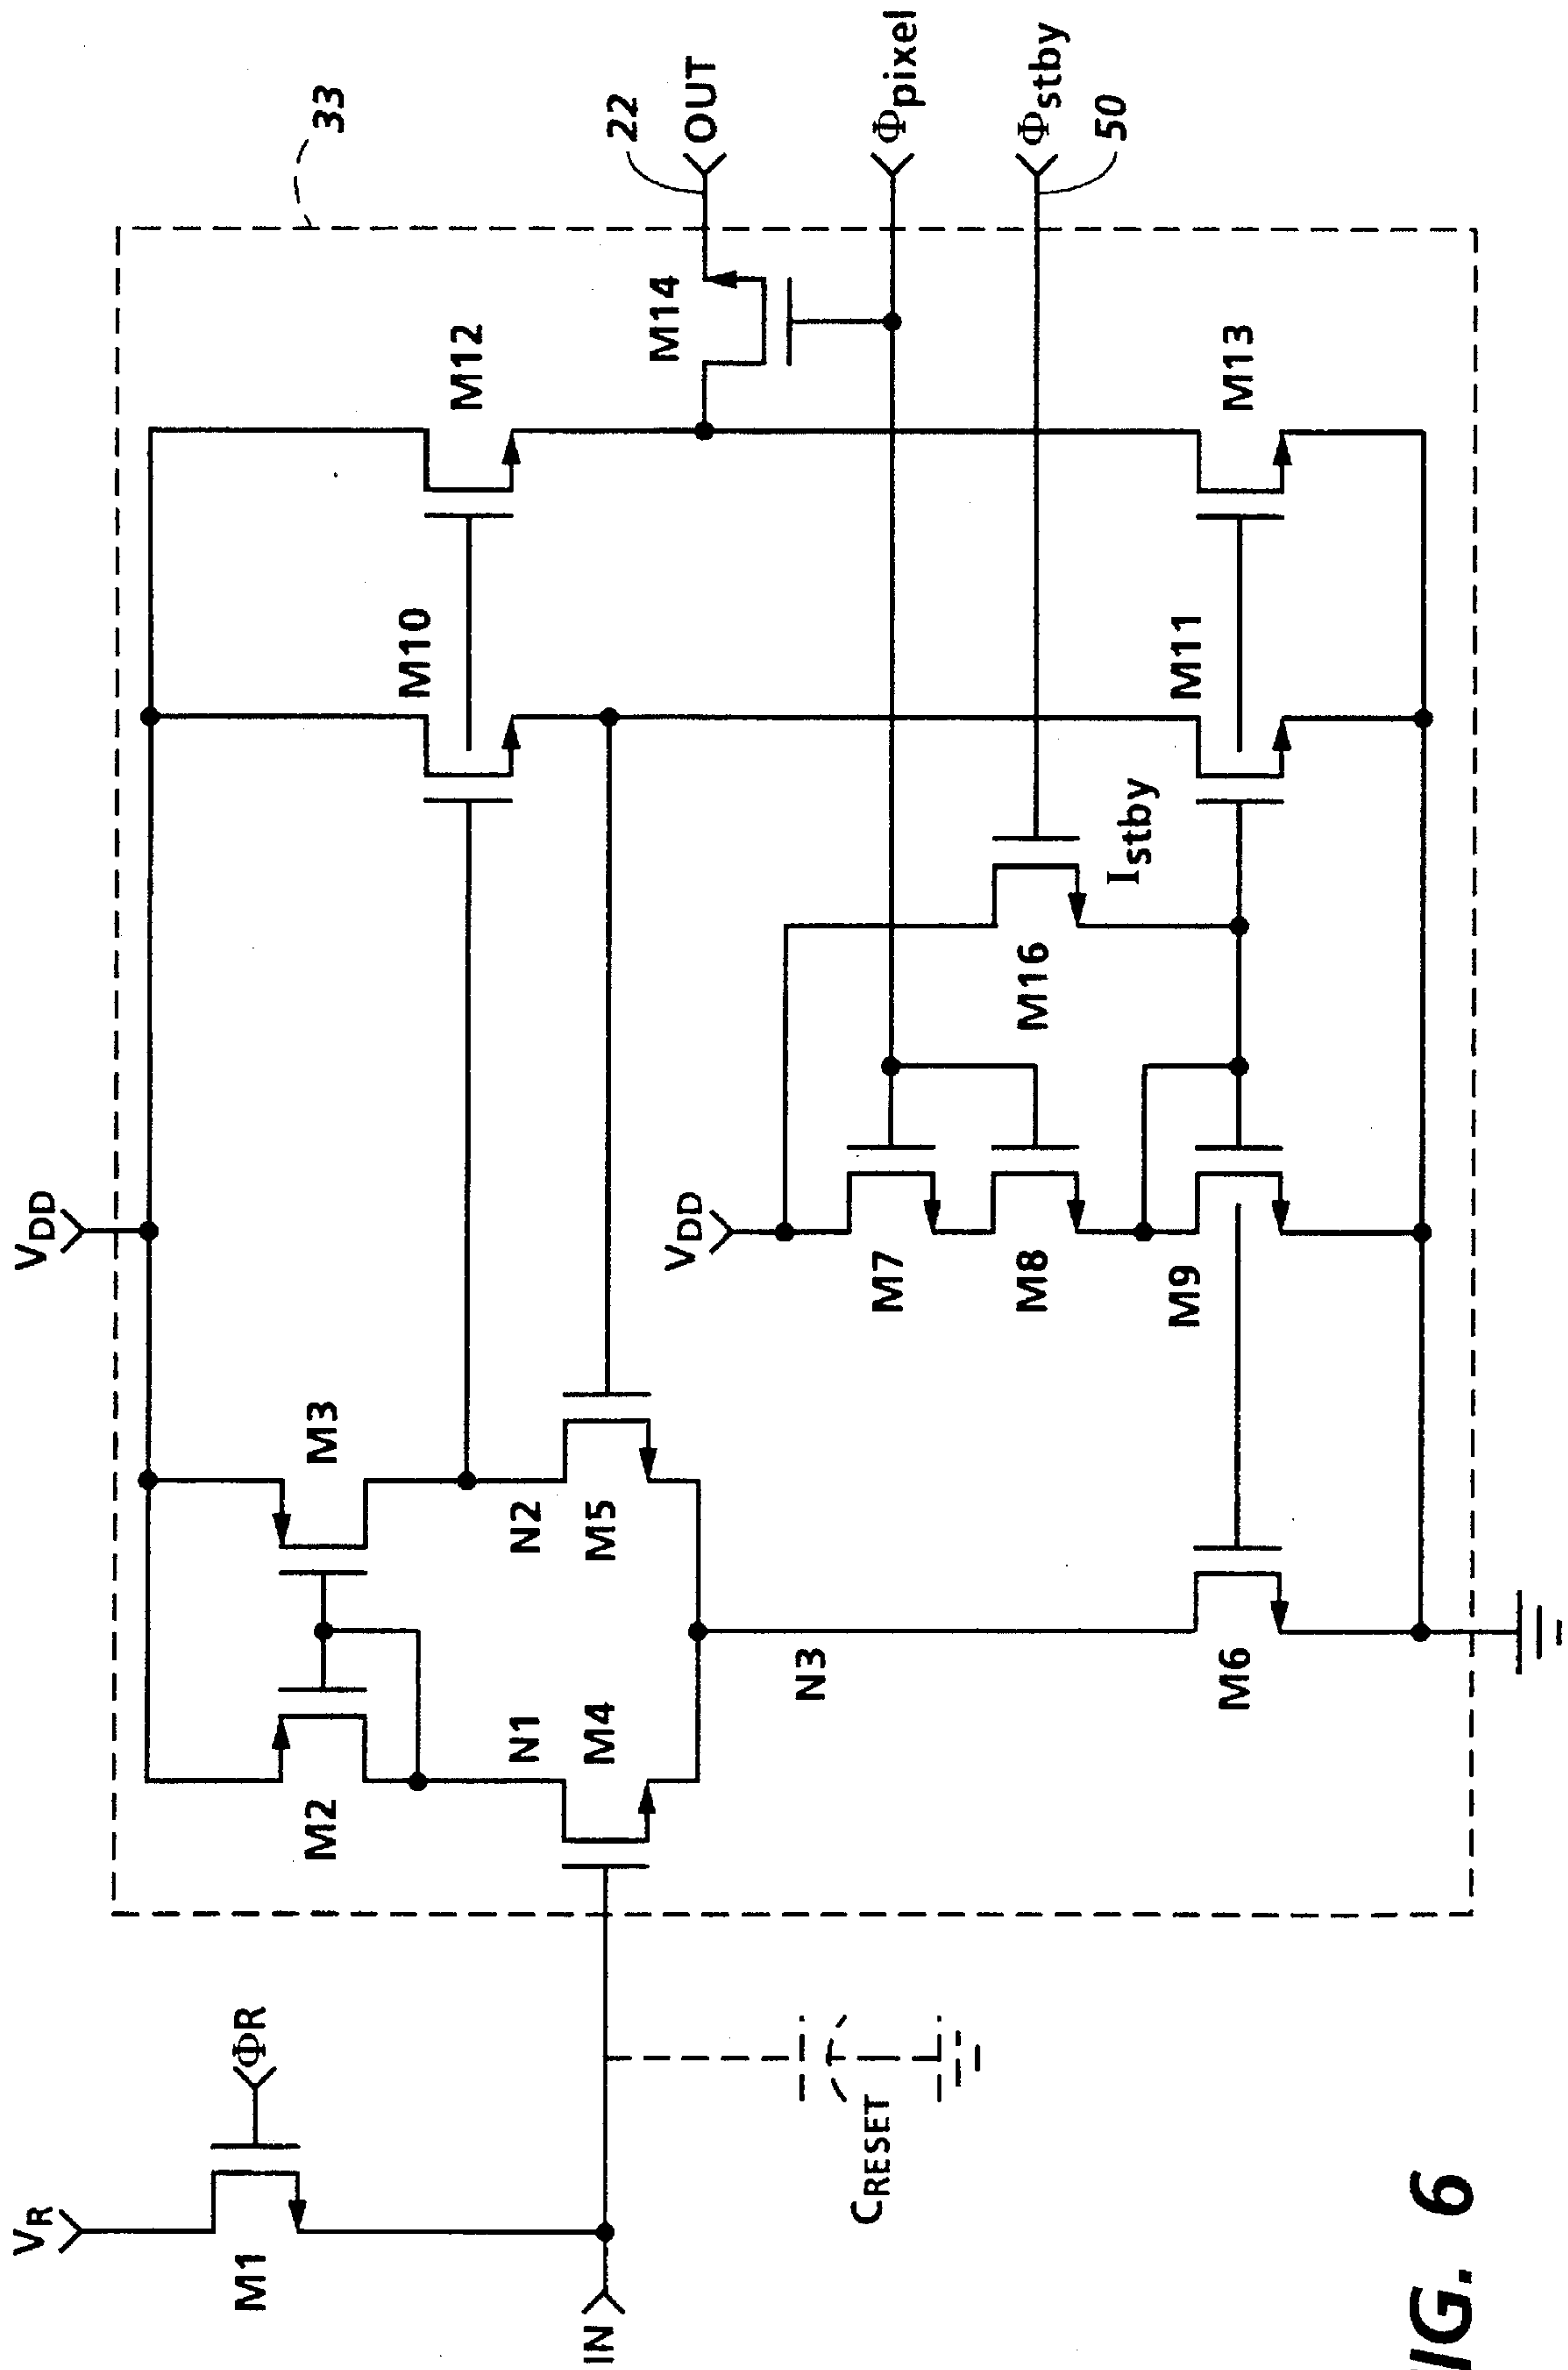 VDD
33
VR
ΦR
M1
IN
CRESET
M2
M3
N1
N2
M4
M5
N3
M6
VDD
M7
M8
M9
M16
Istby
M10
M11
M12
M13
M14
22
OUT
Φpixel
Φstby
50
IG. 6